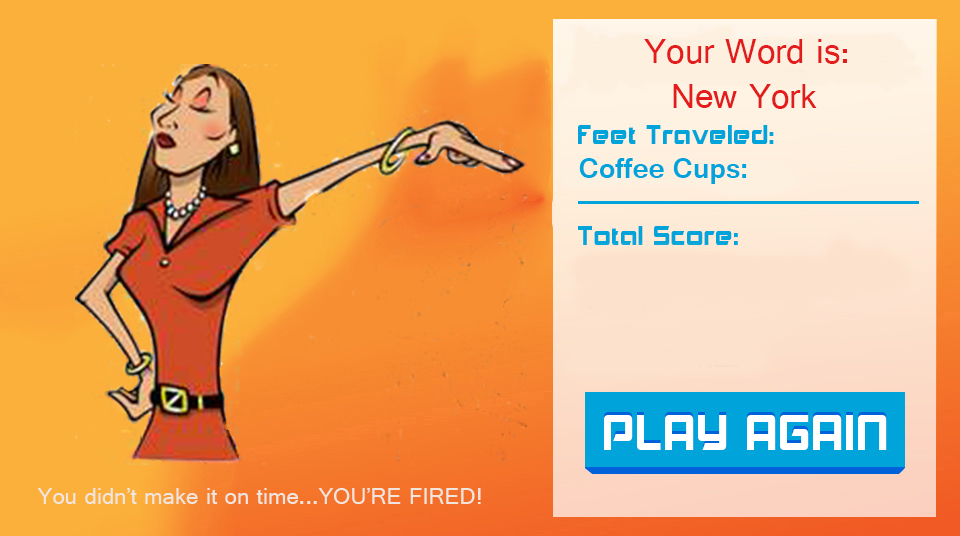 Your Word is:
New York
Feet Traveled:
Coffee Cups:
Total Score:
PLAY AGAIN
You didn't make it on time...YOU'RE FIRED!